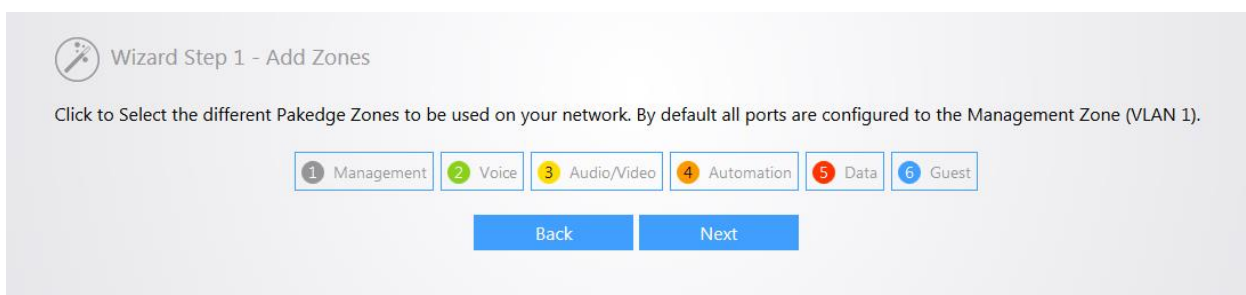 Wizard Step 1 - Add Zones
Click to Select the different Pakedge Zones to be used on your network. By default all ports are configured to the Management Zone (VLAN 1).
1 Management 2 Voice 3 Audio/Video 4 Automation 5 Data 6 Guest
Back Next